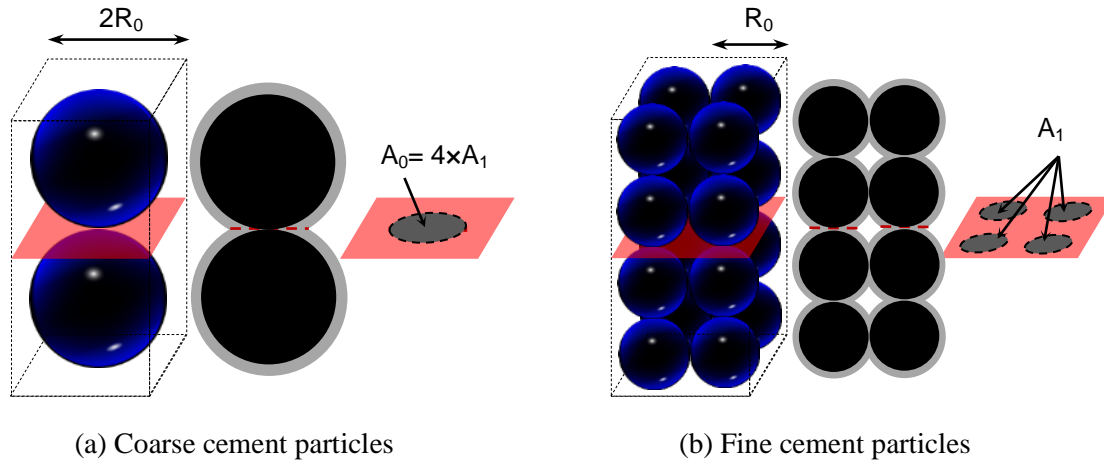 2R₀
R₀
A₀= 4×A₁
A₁
(a) Coarse cement particles
(b) Fine cement particles